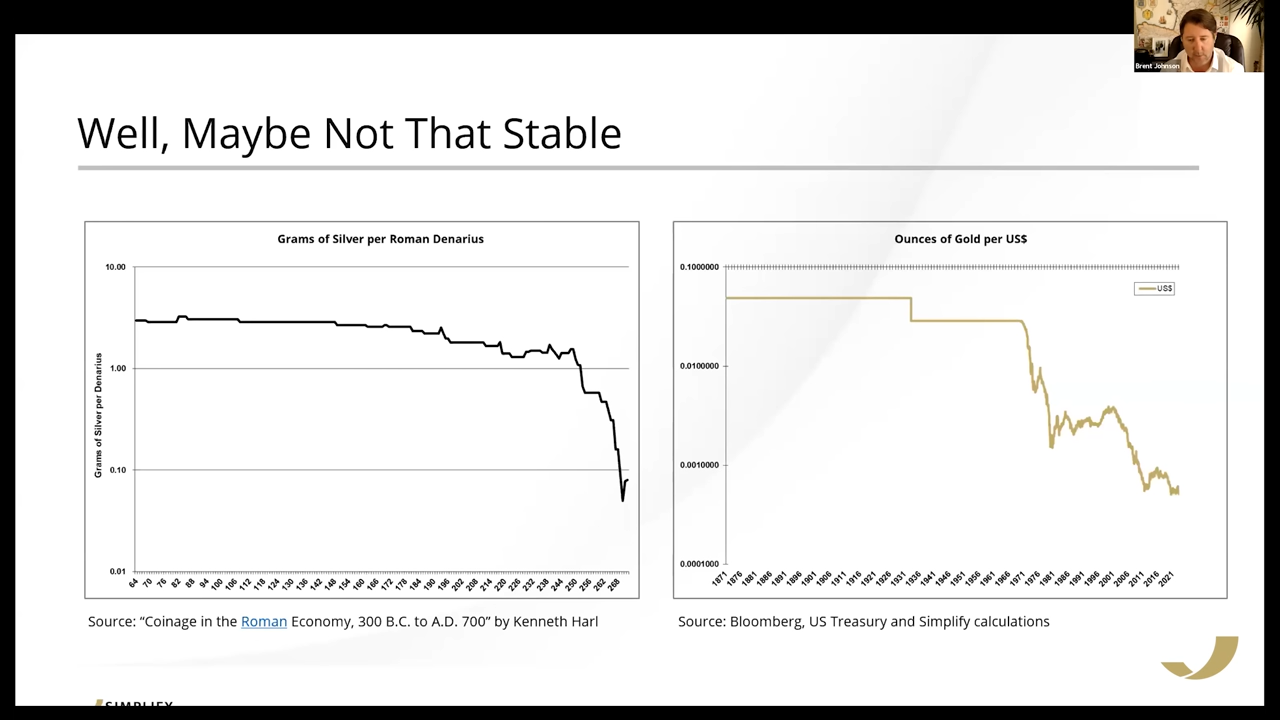 Brent Johnson
Well, Maybe Not That Stable
Grams of Silver per Roman Denarius
Grams of Silver per Denarius
10.00
1.00
0.10
0.01
64 70 76 82 88 94 100 106 112 118 124 130 136 142 148 154 160 166 172 178 184 190 196 202 208 214 220 226 232 238 244 250 256 262 268
Source: “Coinage in the Roman Economy, 300 B.C. to A.D. 700” by Kenneth Harl
Ounces of Gold per US$
US$
0.1000000
0.0100000
0.0010000
0.0001000
1871 1876 1881 1886 1891 1896 1901 1906 1911 1916 1921 1926 1931 1936 1941 1946 1951 1956 1961 1966 1971 1976 1981 1986 1991 1996 2001 2006 2011 2016 2021
Source: Bloomberg, US Treasury and Simplify calculations
SIMPLIFY